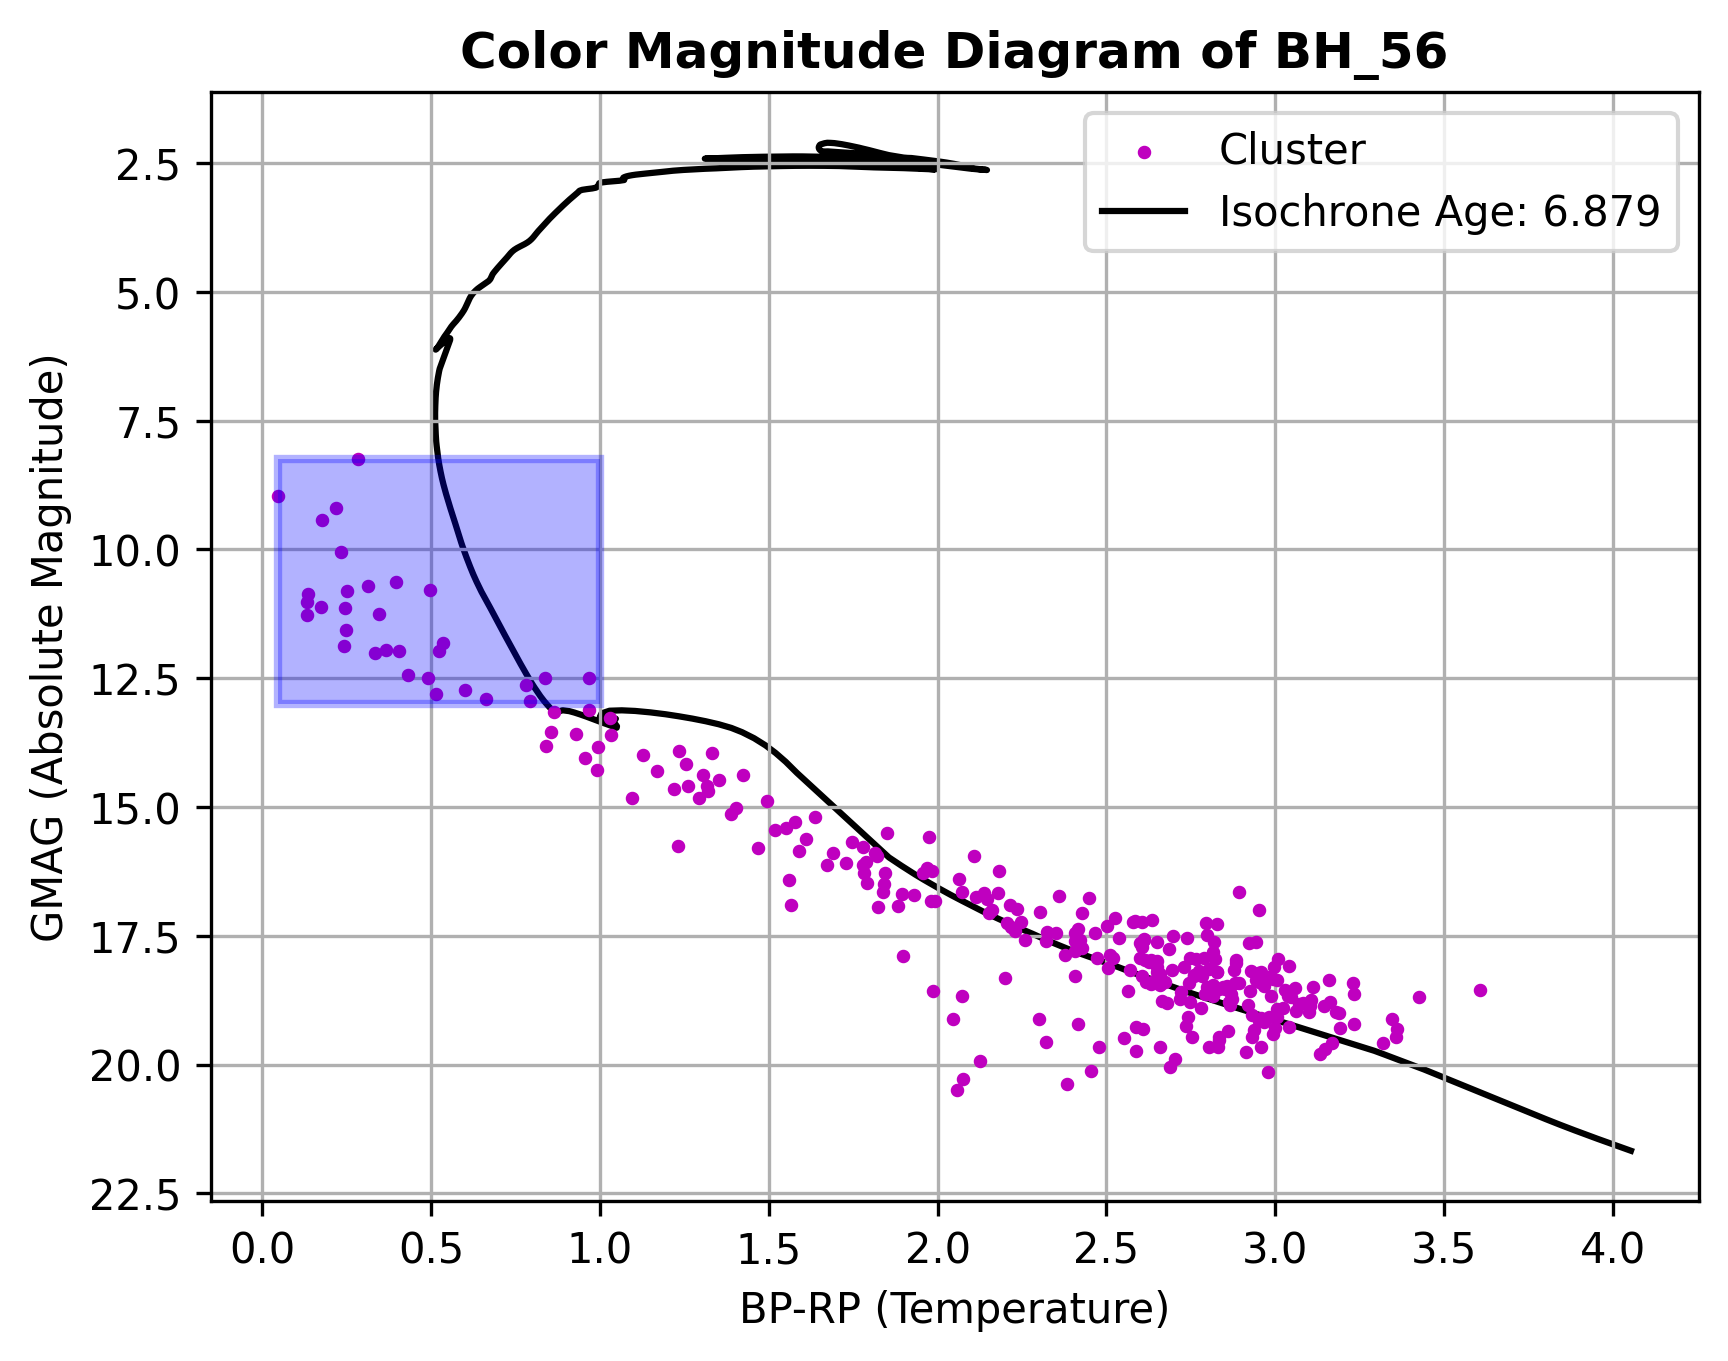 Color Magnitude Diagram of BH_56
Cluster
Isochrone Age: 6.879
GMAG (Absolute Magnitude)
2.5
5.0
7.5
10.0
12.5
15.0
17.5
20.0
22.5
0.0 0.5 1.0 1.5 2.0 2.5 3.0 3.5 4.0
BP-RP (Temperature)